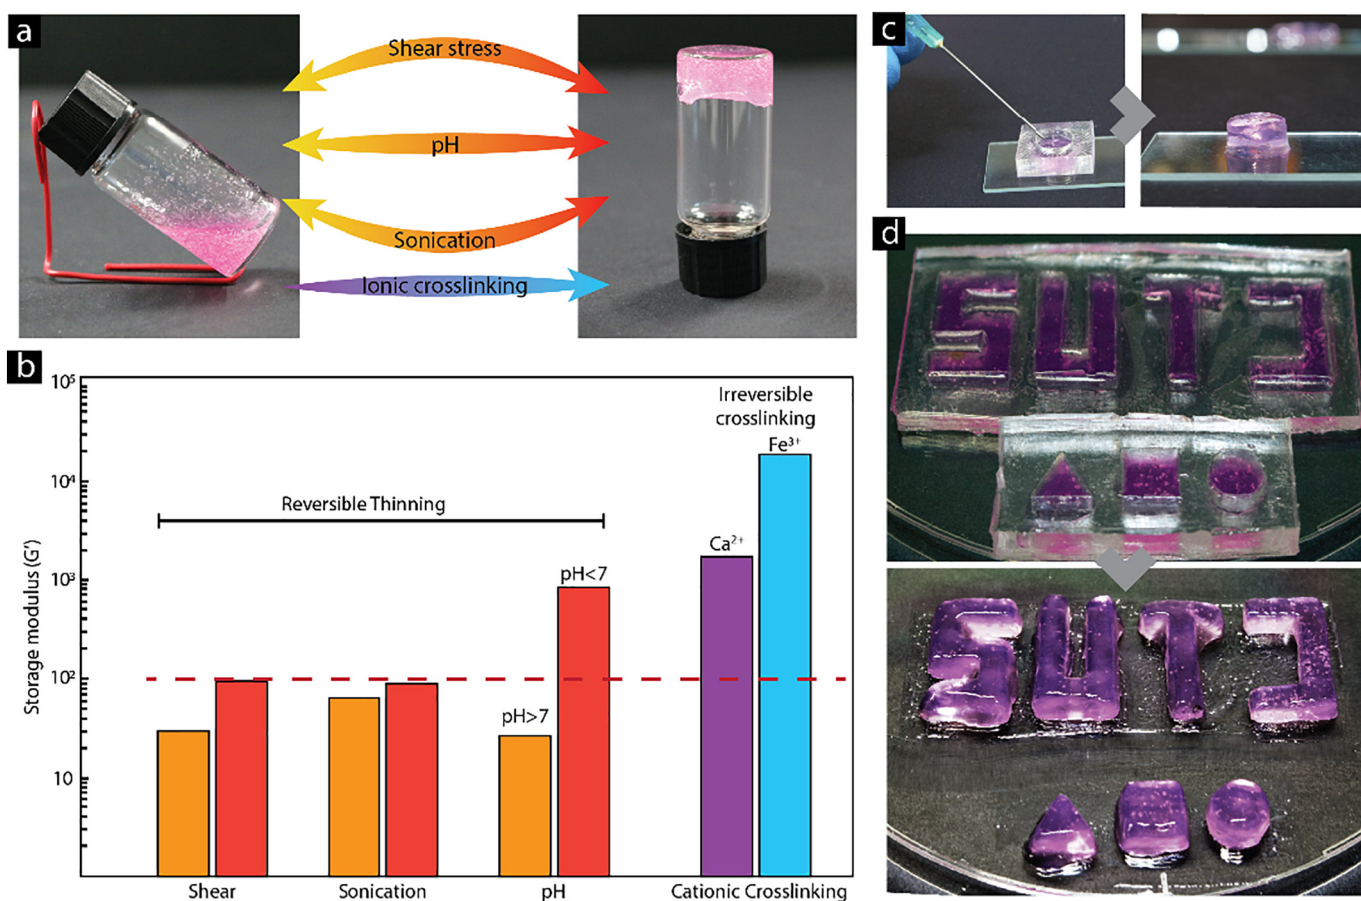 a
Shear stress
pH
Sonication
Ionic crosslinking
b
10⁵
10⁴
10³
10²
10
Storage modulus (G')
Reversible Thinning
pH>7
pH<7
Irreversible
crosslinking
Ca²⁺
Fe³⁺
Shear
Sonication
pH
Cationic Crosslinking
c
d
SUTD
SUTD